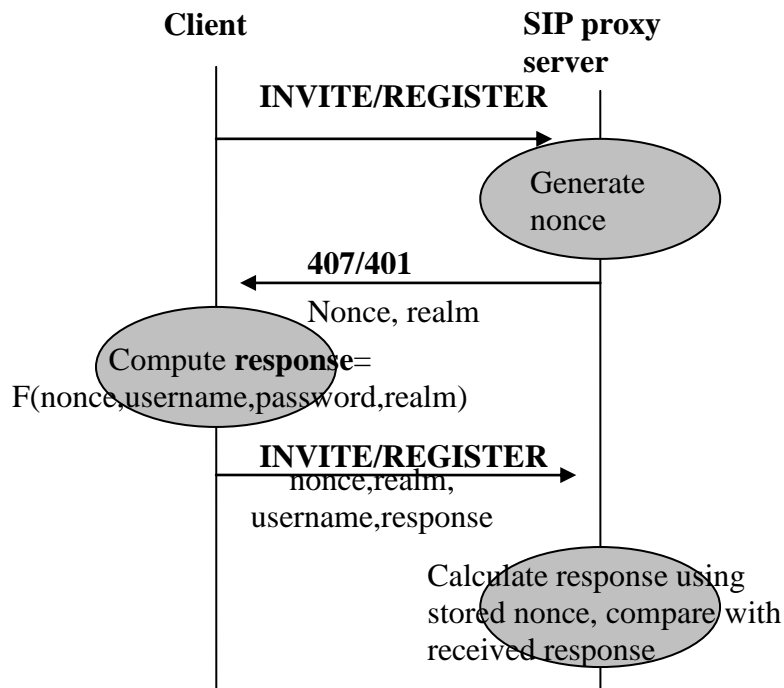 Client
SIP proxy
server
INVITE/REGISTER
Generate
nonce
407/401
Nonce, realm
Compute response=
F(nonce,username,password,realm)
INVITE/REGISTER
nonce,realm,
username,response
Calculate response using
stored nonce, compare with
received response